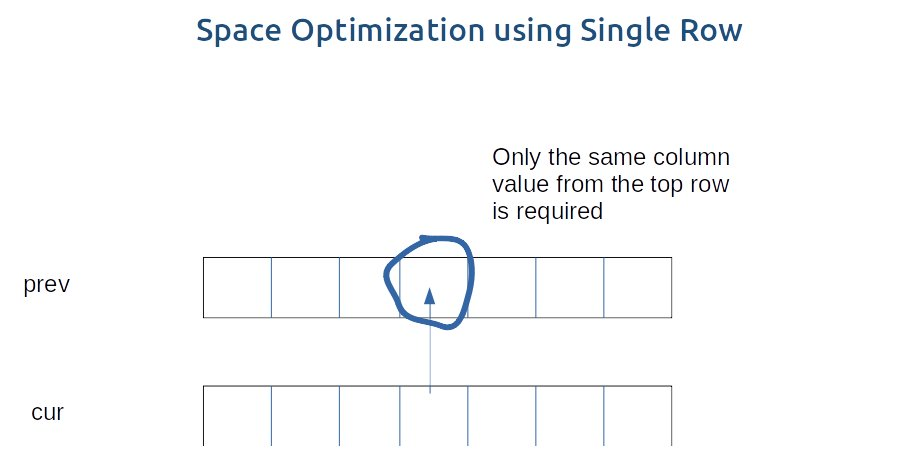 Space Optimization using Single Row
Only the same column
value from the top row
is required
prev
cur